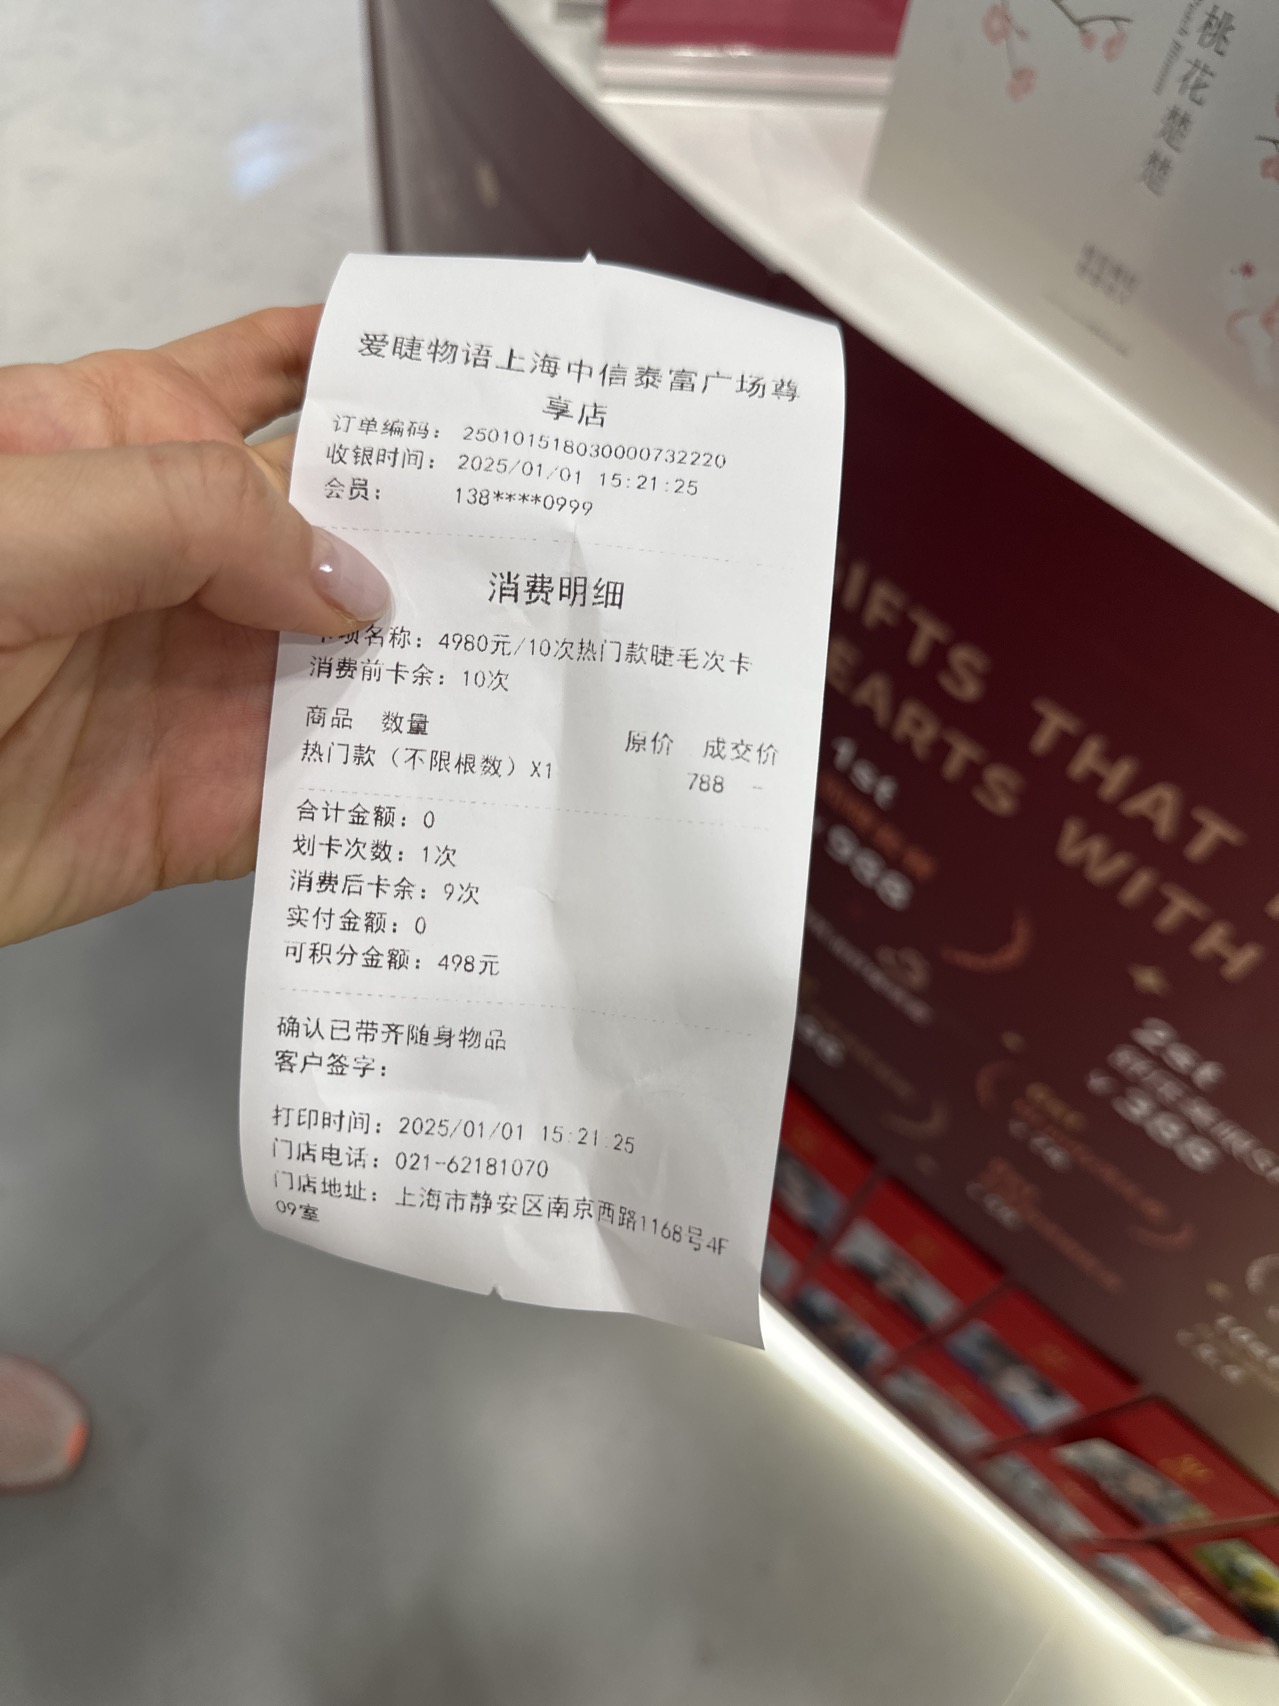 桃花楚楚
爱睫物语上海中信泰富广场尊
享店
订单编码： 2501015180300000732220
收银时间： 2025/01/01 15:21:25
会员： 138****0999
消费明细
卡项名称：4980元/10次热门款睫毛次卡
消费前卡余：10次
商品 数量 原价 成交价
热门款（不限根数）X1 788 -
合计金额：0
划卡次数：1次
消费后卡余：9次
实付金额：0
可积分金额：498元
确认已带齐随身物品
客户签字：
打印时间：2025/01/01 15:21:25
门店电话：021-62181070
门店地址：上海市静安区南京西路1168号4F
09室
GIFTS THAT
HEARTS WITH
1st
988
2st
388